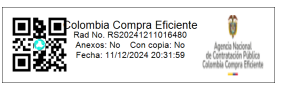 Colombia Compra Eficiente
Rad No. RS20241211016480
Anexos: No Con copia: No
Fecha: 11/12/2024 20:31:59
Agencia Nacional
de Contratación Pública
Colombia Compra Eficiente